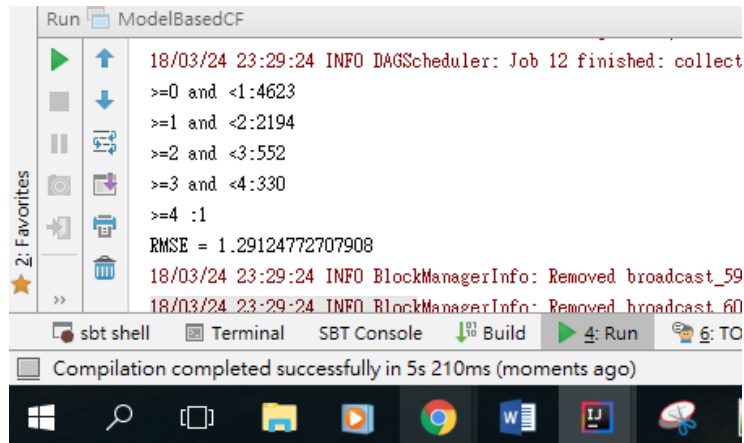 Run ModelBasedCF
18/03/24 23:29:24 INFO DAGScheduler: Job 12 finished: collect
>=0 and <1:4623
>=1 and <2:2194
>=2 and <3:552
>=3 and <4:330
>=4 :1
RMSE = 1.29124772707908
18/03/24 23:29:24 INFO BlockManagerInfo: Removed broadcast_59
18/03/24 23:29:24 INFO BlockManagerInfo: Removed broadcast_60
2: Favorites
sbt shell Terminal SBT Console Build 4: Run 6: TO
Compilation completed successfully in 5s 210ms (moments ago)